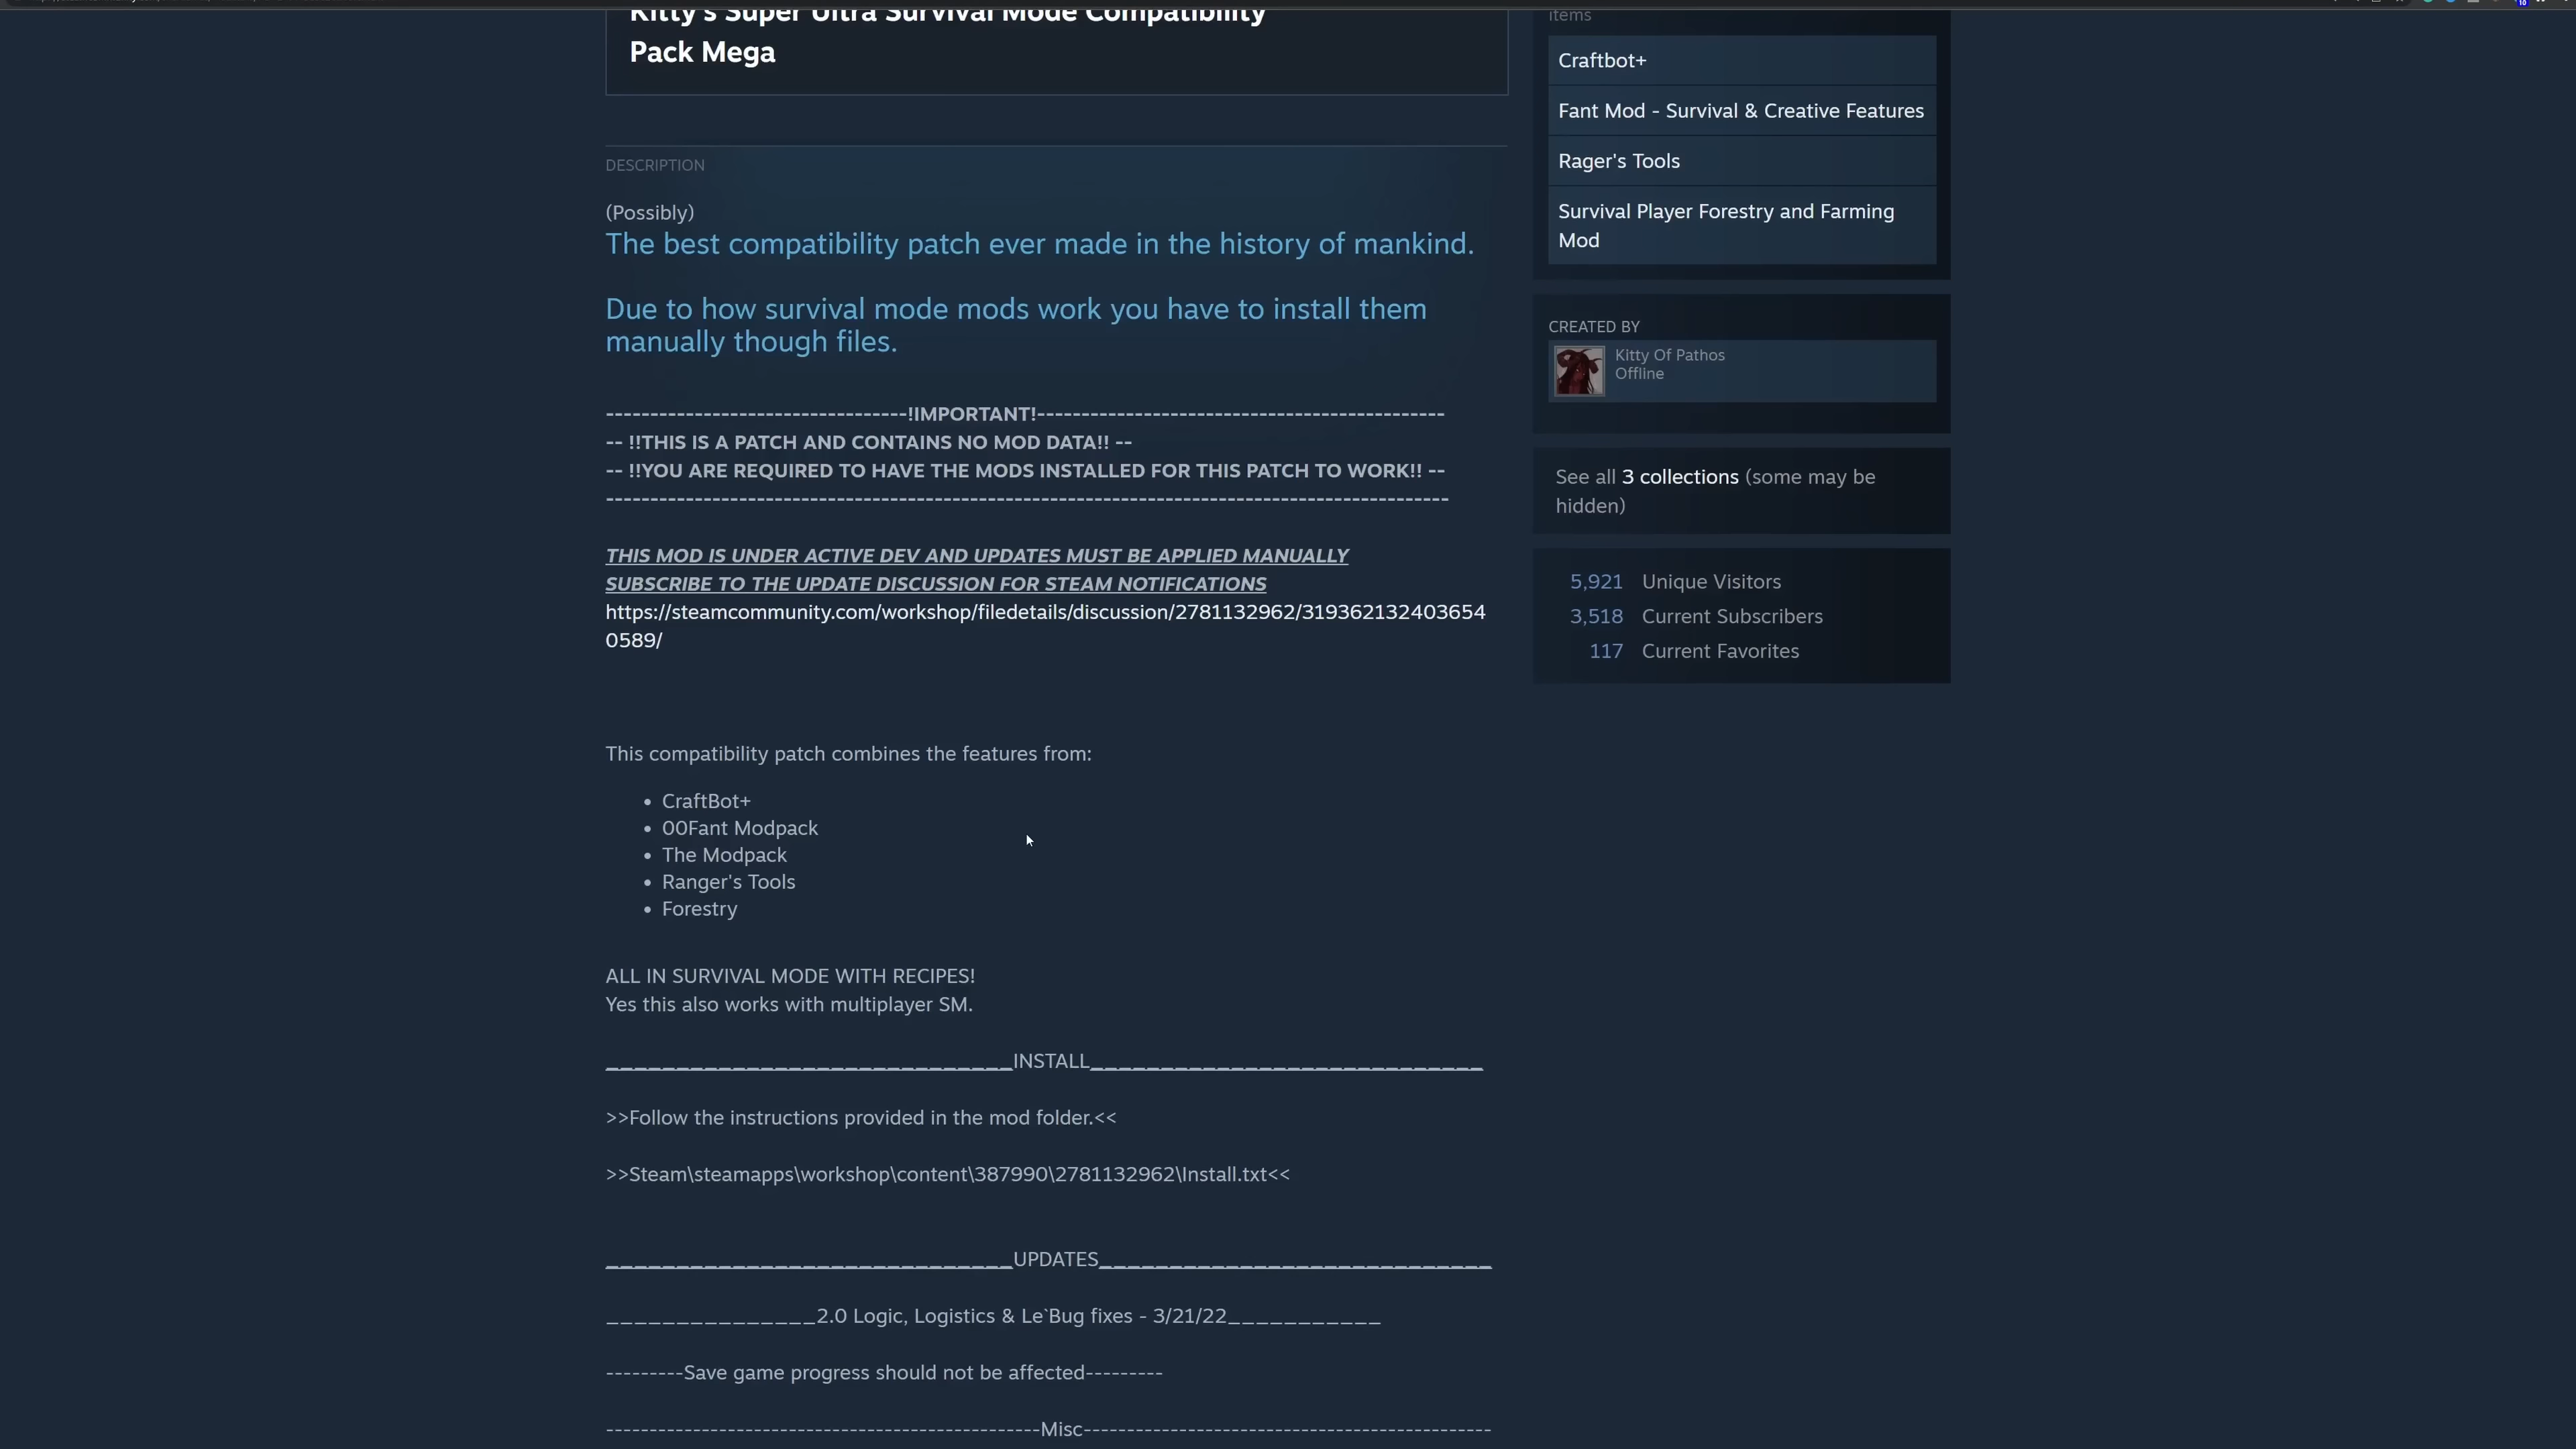 Kitty's Super Ultra Survival Mode Compatibility
Pack Mega
DESCRIPTION
(Possibly)
The best compatibility patch ever made in the history of mankind.
Due to how survival mode mods work you have to install them
manually though files.
----------------------------------!IMPORTANT!----------------------------------------------
-- !!THIS IS A PATCH AND CONTAINS NO MOD DATA!! --
-- !!YOU ARE REQUIRED TO HAVE THE MODS INSTALLED FOR THIS PATCH TO WORK!! --
-----------------------------------------------------------------------------------------------
THIS MOD IS UNDER ACTIVE DEV AND UPDATES MUST BE APPLIED MANUALLY
SUBSCRIBE TO THE UPDATE DISCUSSION FOR STEAM NOTIFICATIONS
https://steamcommunity.com/workshop/filedetails/discussion/2781132962/319362132403654
0589/
This compatibility patch combines the features from:
• CraftBot+
• 00Fant Modpack
• The Modpack
• Ranger's Tools
• Forestry
ALL IN SURVIVAL MODE WITH RECIPES!
Yes this also works with multiplayer SM.
_____________________________INSTALL____________________________
>>Follow the instructions provided in the mod folder.<<
>>Steam\steamapps\workshop\content\387990\2781132962\Install.txt<<
_____________________________UPDATES____________________________
_______________2.0 Logic, Logistics & Le`Bug fixes - 3/21/22___________
---------Save game progress should not be affected---------
-------------------------------------------------Misc----------------------------------------------
items
Craftbot+
Fant Mod - Survival & Creative Features
Rager's Tools
Survival Player Forestry and Farming
Mod
CREATED BY
Kitty Of Pathos
Offline
See all 3 collections (some may be
hidden)
5,921 Unique Visitors
3,518 Current Subscribers
117 Current Favorites